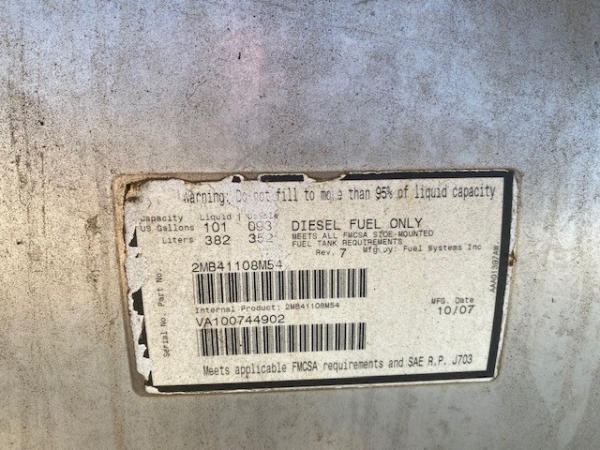 Warning: Do not fill to more than 95% of liquid capacity
Capacity Liquid Usable
US Gallons 101 093
Liters 382 352
DIESEL FUEL ONLY
MEETS ALL FMCSA SIDE-MOUNTED
FUEL TANK REQUIREMENTS
Rev. 7 Mfg by: Fuel Systems Inc
Part No.
2MB41108M54
Internal Product: 2MB41108M54
Serial No.
VA100744902
MFG. Date
10/07
Meets applicable FMCSA requirements and SAE R.P. J703